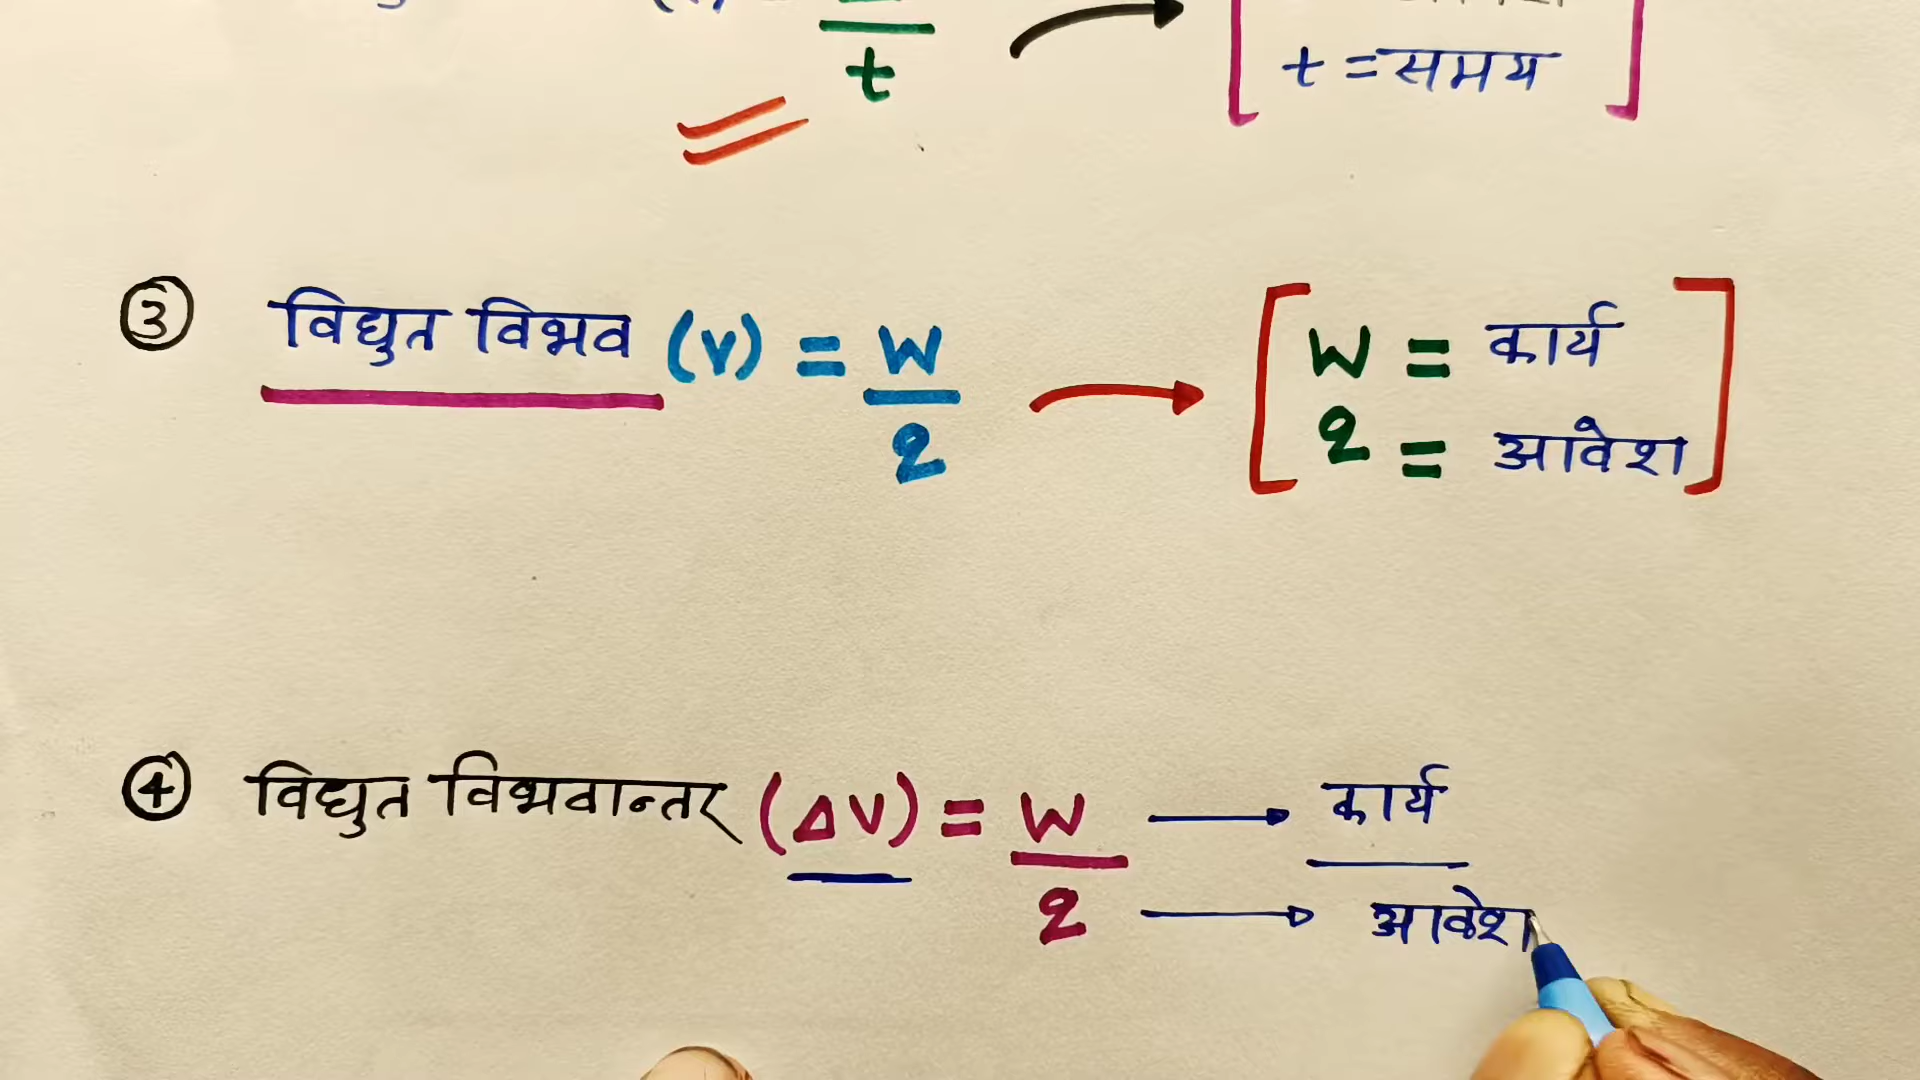 t
t = समय
③ विद्युत विभव (V) = W/q
W = कार्य
q = आवेश
④ विद्युत विभवान्तर (ΔV) = W/q → कार्य
→ आवेश